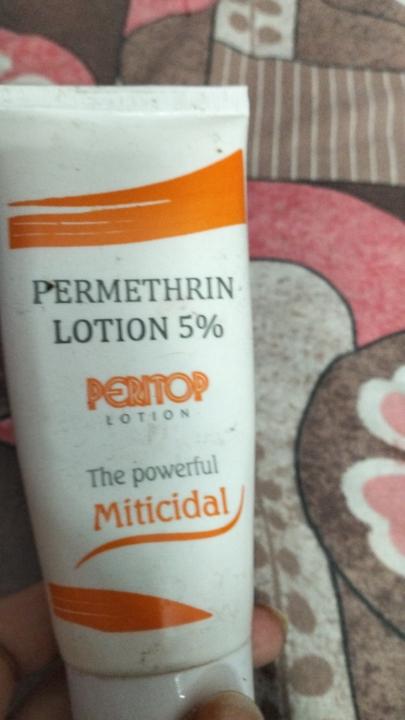 PERMETHRIN
LOTION 5%
PERITOP
LOTION
The powerful
Miticidal